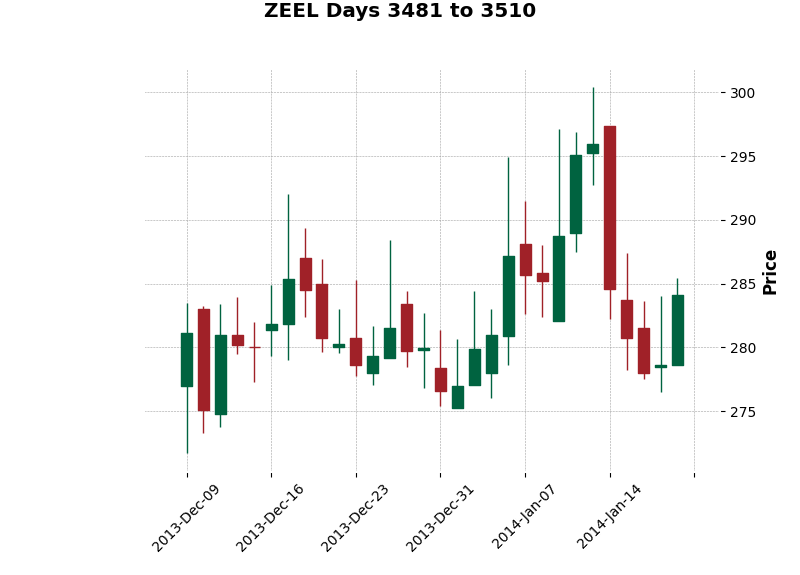 ZEEL Days 3481 to 3510
300
295
290
285
280
275
Price
2013-Dec-09
2013-Dec-16
2013-Dec-23
2013-Dec-31
2014-Jan-07
2014-Jan-14